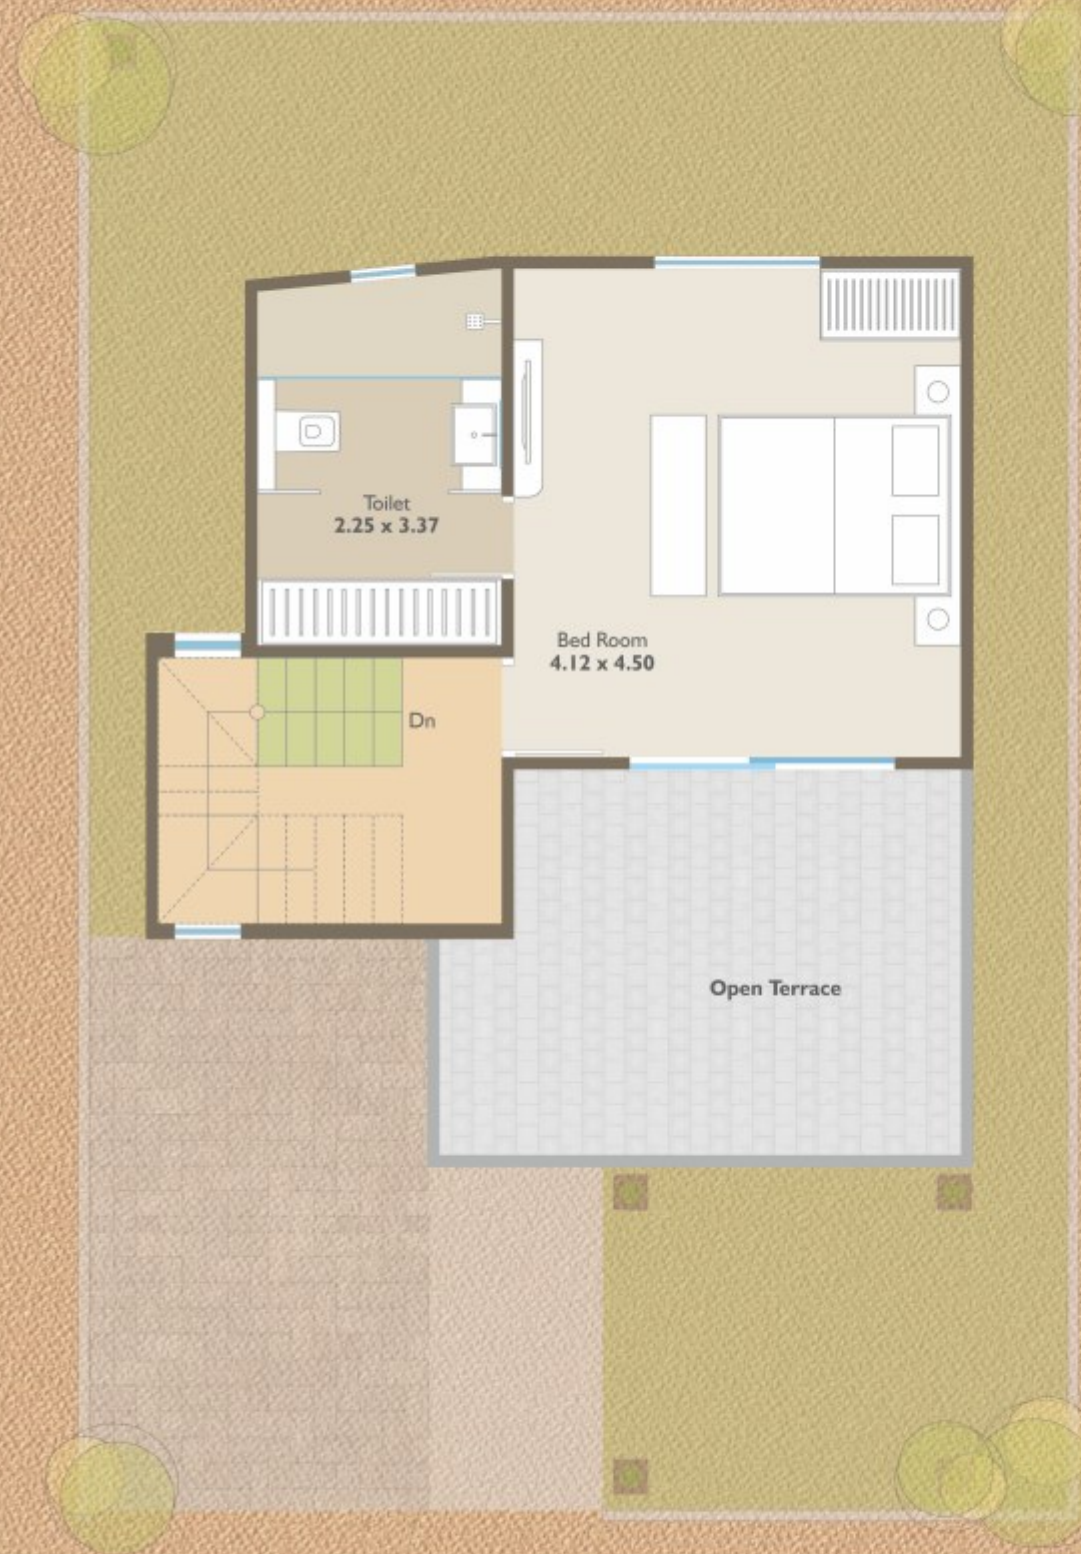 Toilet
2.25 x 3.37
Bed Room
4.12 x 4.50
Dn
Open Terrace